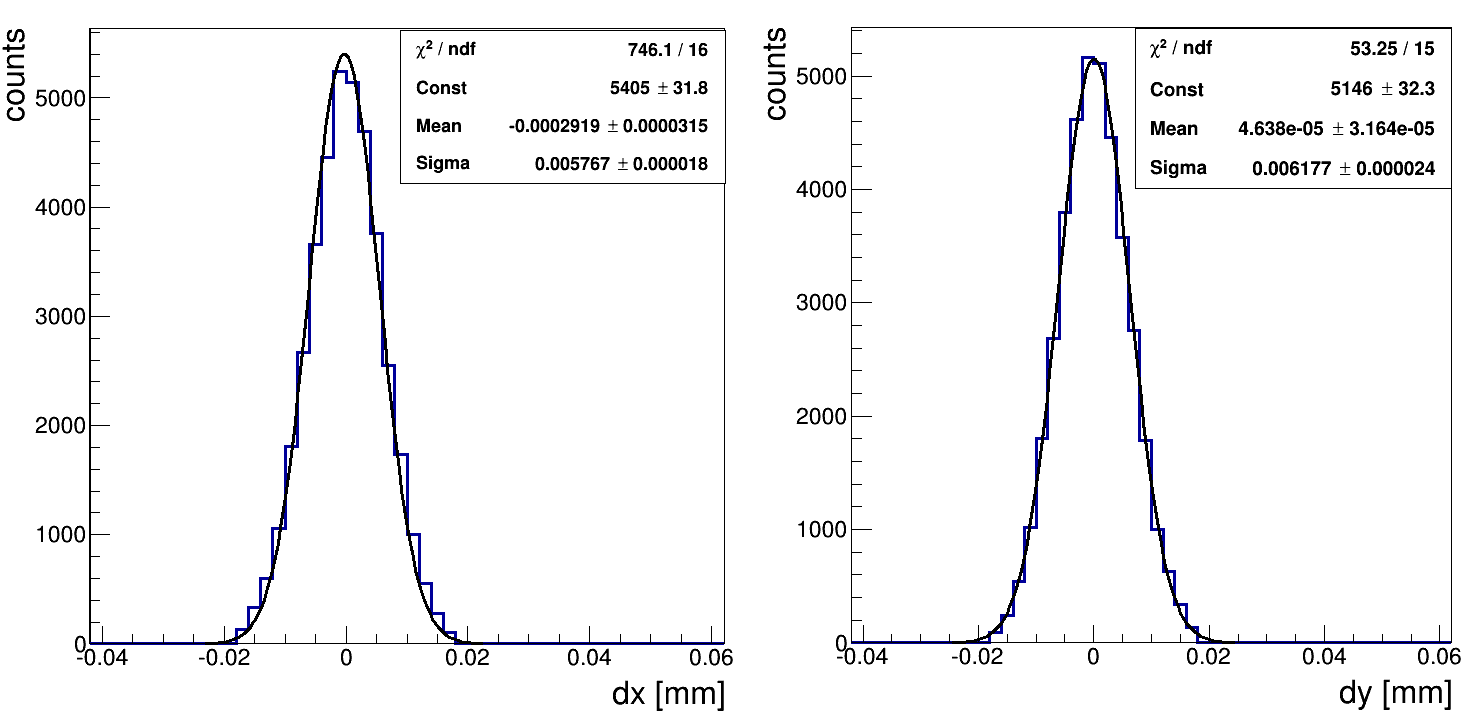 counts
χ² / ndf 746.1 / 16
Const 5405 ± 31.8
Mean -0.0002919 ± 0.0000315
Sigma 0.005767 ± 0.000018
5000
4000
3000
2000
1000
0
-0.04 -0.02 0 0.02 0.04 0.06
dx [mm]
counts
χ² / ndf 53.25 / 15
Const 5146 ± 32.3
Mean 4.638e-05 ± 3.164e-05
Sigma 0.006177 ± 0.000024
5000
4000
3000
2000
1000
0
-0.04 -0.02 0 0.02 0.04 0.06
dy [mm]